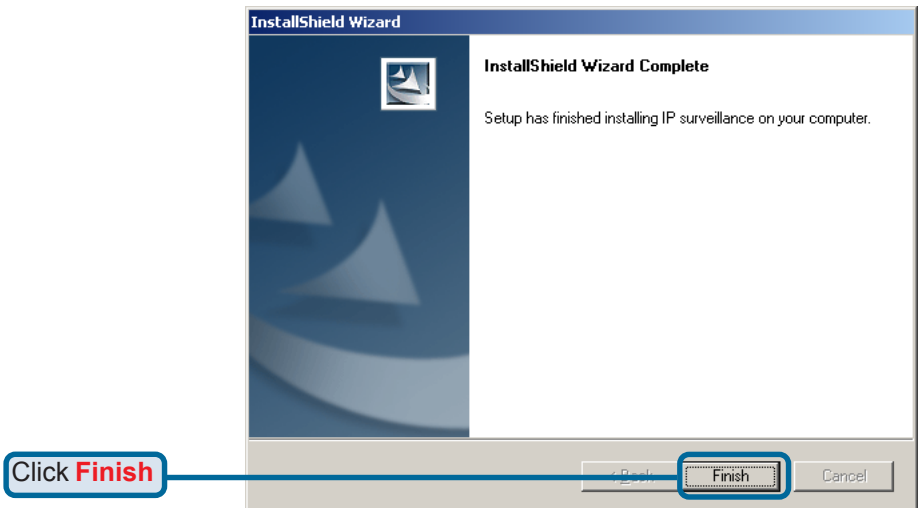 InstallShield Wizard
InstallShield Wizard Complete
Setup has finished installing IP surveillance on your computer.
Click Finish
< Back
Finish
Cancel